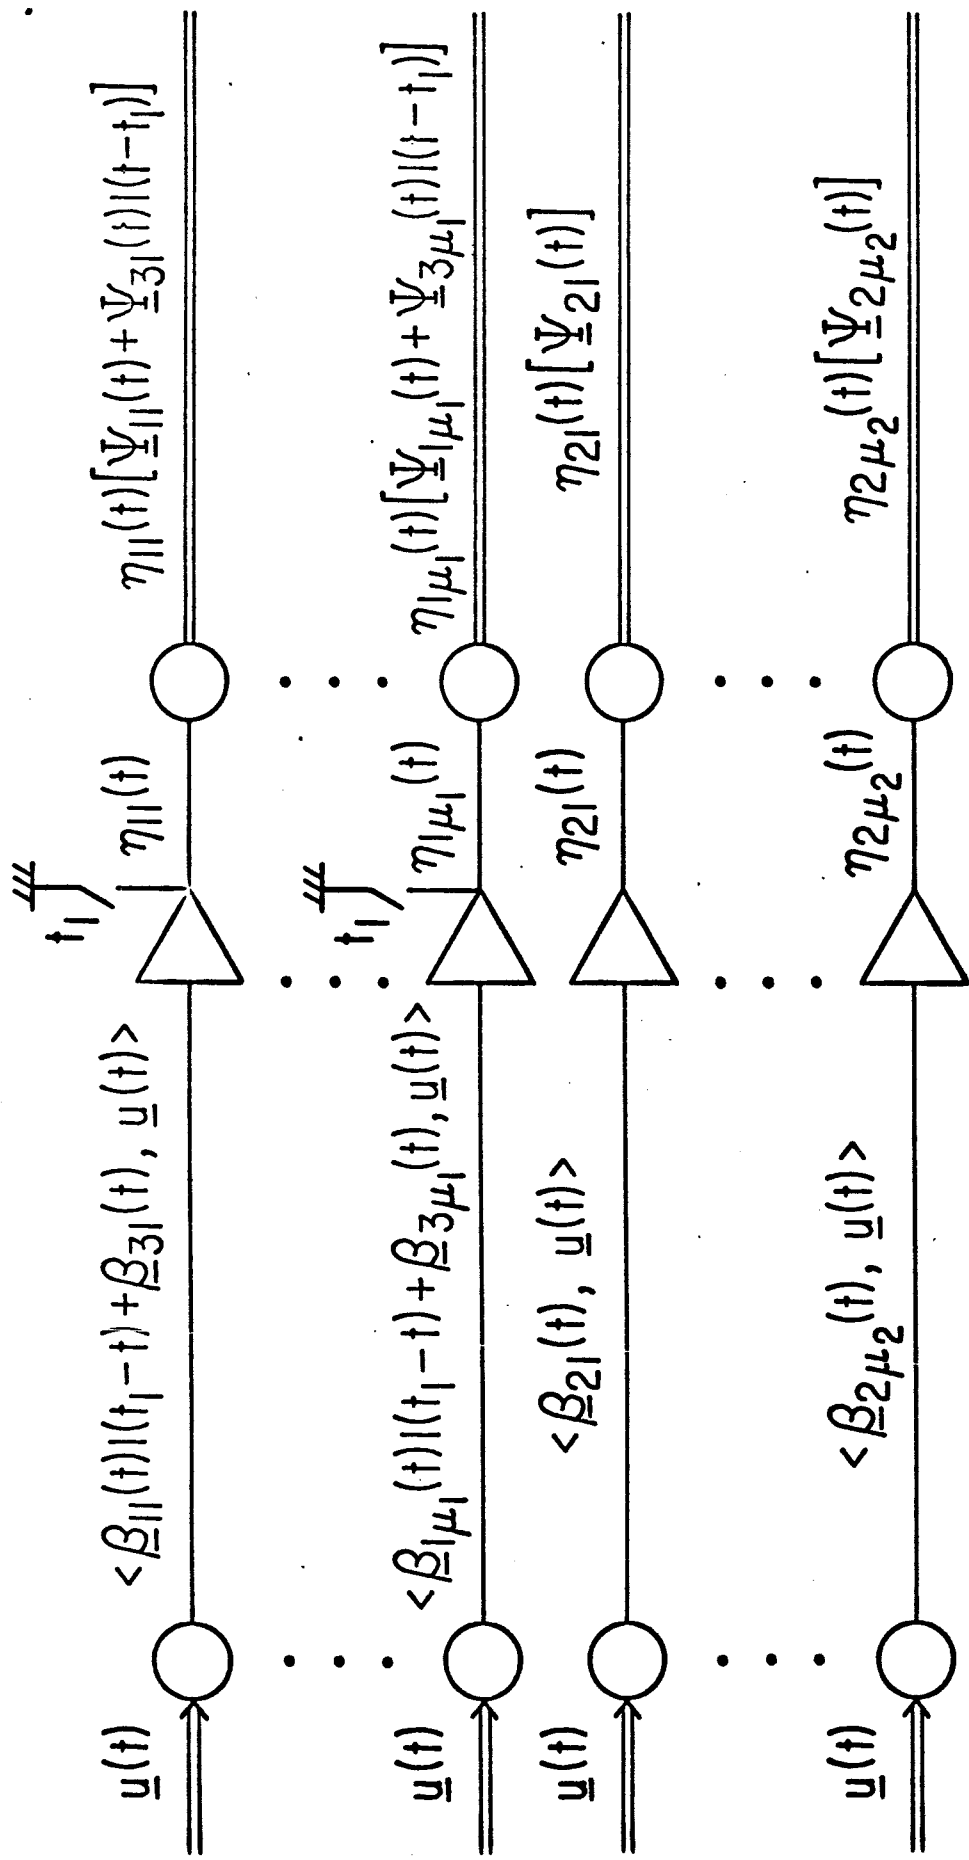 u(t) <β₁₁(t)1(t₁−t)+β₃₁(t), u(t)> t₁ η₁₁(t) η₁₁(t)[Ψ₁₁(t)+Ψ₃₁(t)1(t−t₁)]
u(t) <β₁μ₁(t)1(t₁−t)+β₃μ₁(t), u(t)> t₁ η₁μ₁(t) η₁μ₁(t)[Ψ₁μ₁(t)+Ψ₃μ₁(t)1(t−t₁)]
u(t) <β₂₁(t), u(t)> η₂₁(t) η₂₁(t)[Ψ₂₁(t)]
u(t) <β₂μ₂(t), u(t)> η₂μ₂(t) η₂μ₂(t)[Ψ₂μ₂(t)]